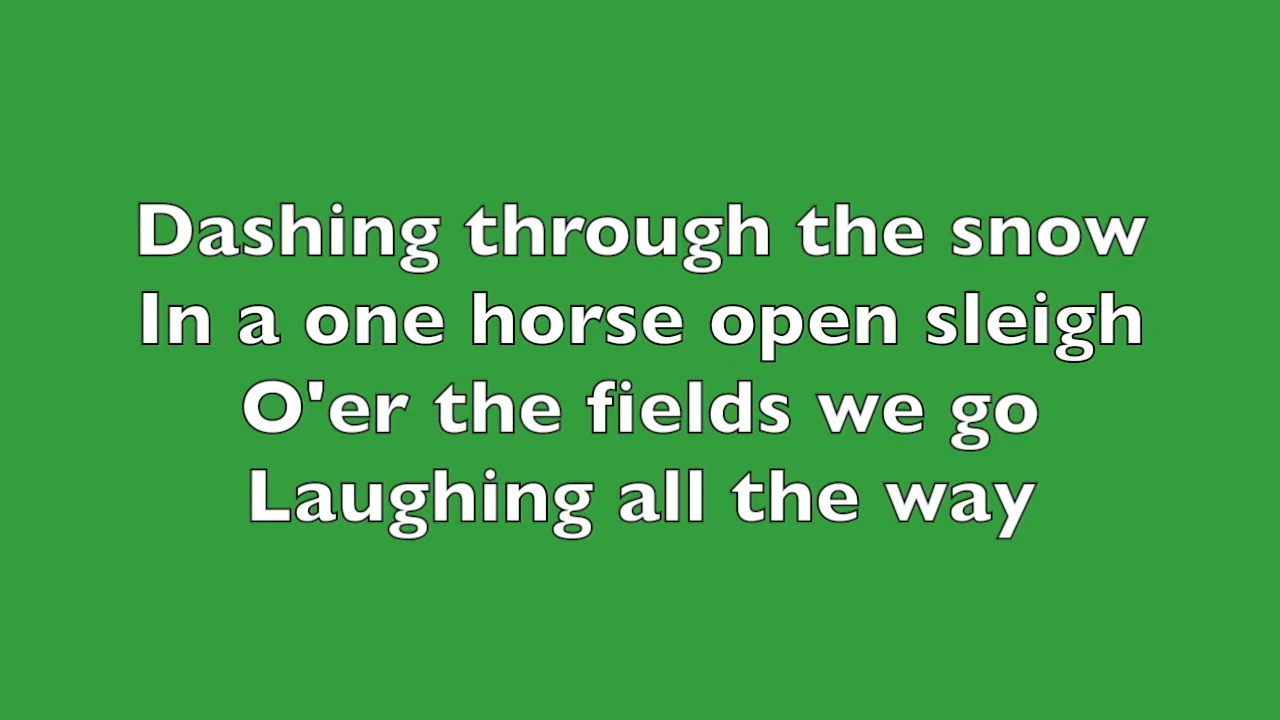 Dashing through the snow
In a one horse open sleigh
O'er the fields we go
Laughing all the way